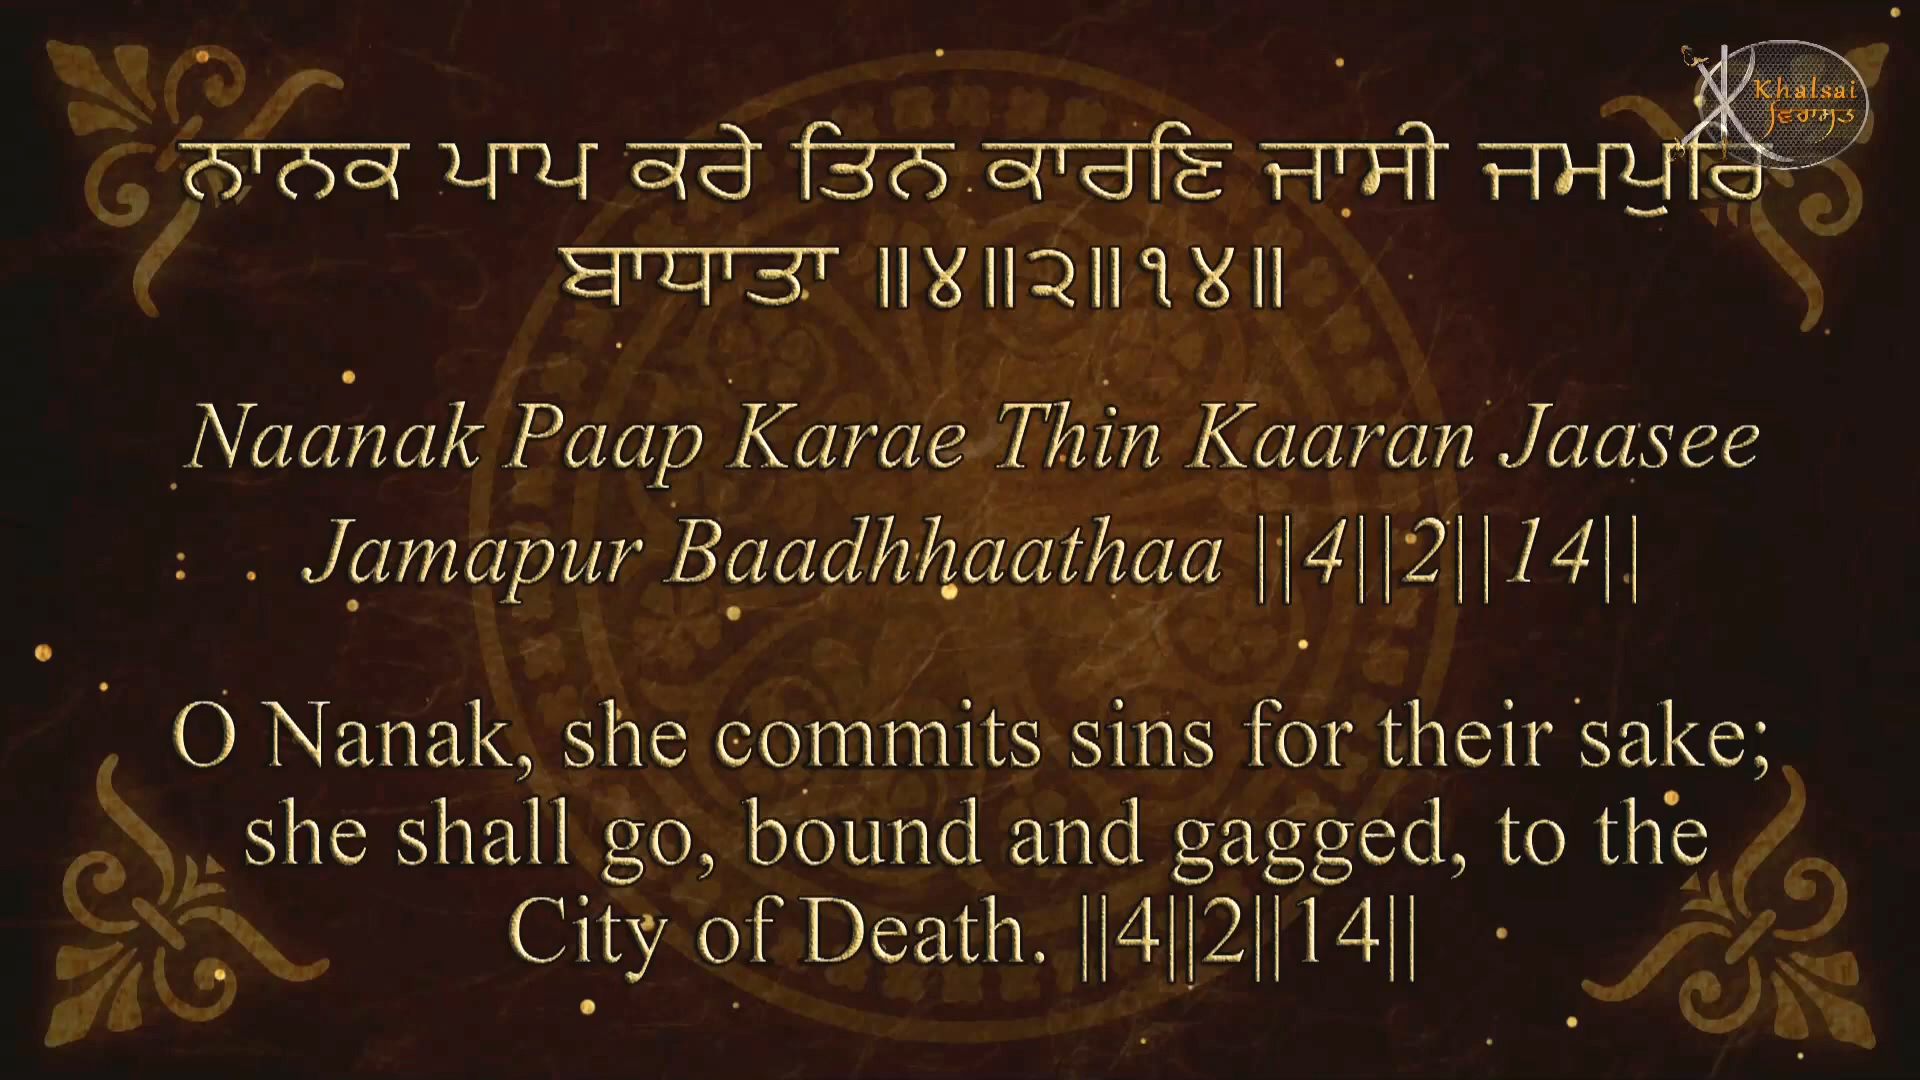 Khalsai
ਵਿਰਾਸਤ
ਨਾਨਕ ਪਾਪ ਕਰੇ ਤਿਨ ਕਾਰਣਿ ਜਾਸੀ ਜਮਪੁਰਿ
ਬਾਧਾਤਾ ॥੪॥੨॥੧੪॥
Naanak Paap Karae Thin Kaaran Jaasee
Jamapur Baadhhaathaa ||4||2||14||
O Nanak, she commits sins for their sake;
she shall go, bound and gagged, to the
City of Death. ||4||2||14||